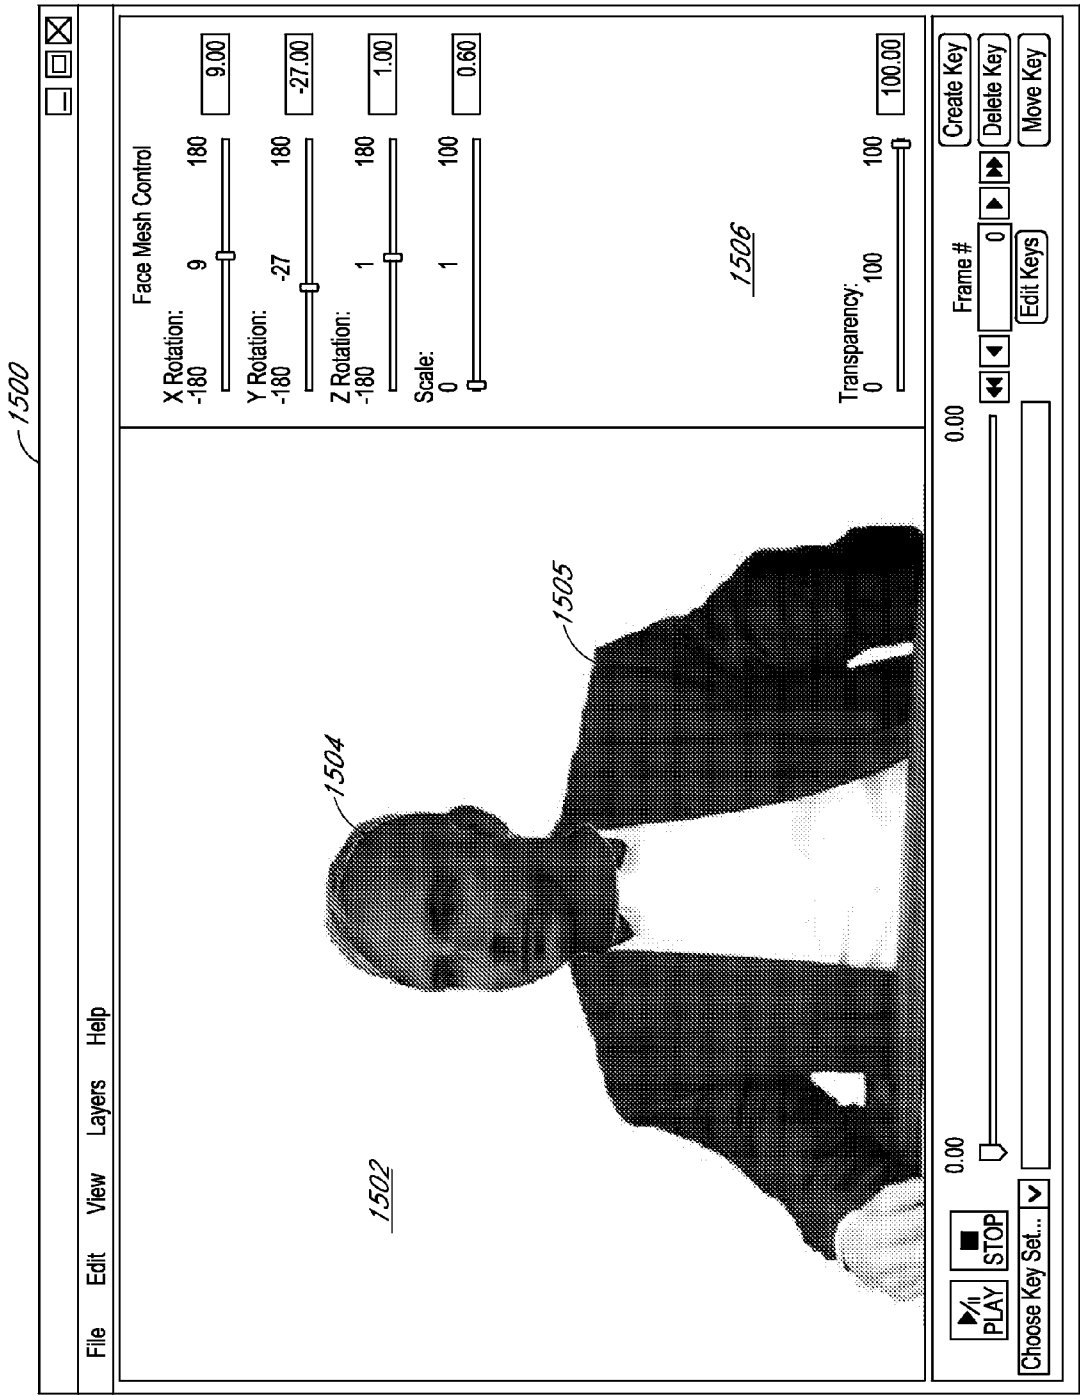 1500
File Edit View Layers Help
Face Mesh Control
X Rotation:
-180 9 180 9.00
Y Rotation:
-180 -27 180 -27.00
Z Rotation:
-180 1 180 1.00
Scale:
0 1 100 0.60
1504
1505
1502
1506
Transparency:
0 100 100 100.00
PLAY STOP
0.00 0.00
Frame #
0
Create Key
Delete Key
Choose Key Set...
Edit Keys
Move Key